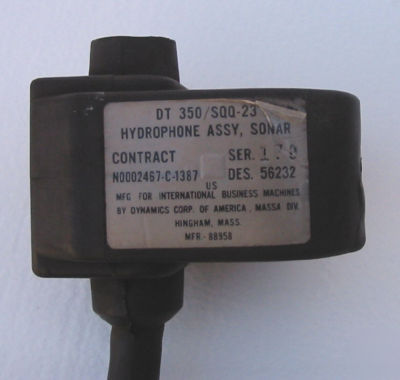 DT 350/SQQ-23
HYDROPHONE ASSY, SONAR
CONTRACT SER. 170
N0002467-C-1387 DES. 56232
US
MFG FOR INTERNATIONAL BUSINESS MACHINES
BY DYNAMICS CORP. OF AMERICA, MASSA DIV.
HINGHAM, MASS.
MFR-88958